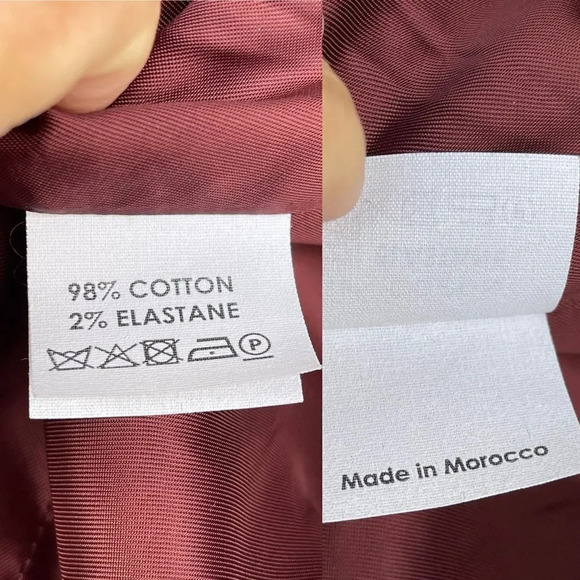 98% COTTON
2% ELASTANE
P
Made in Morocco